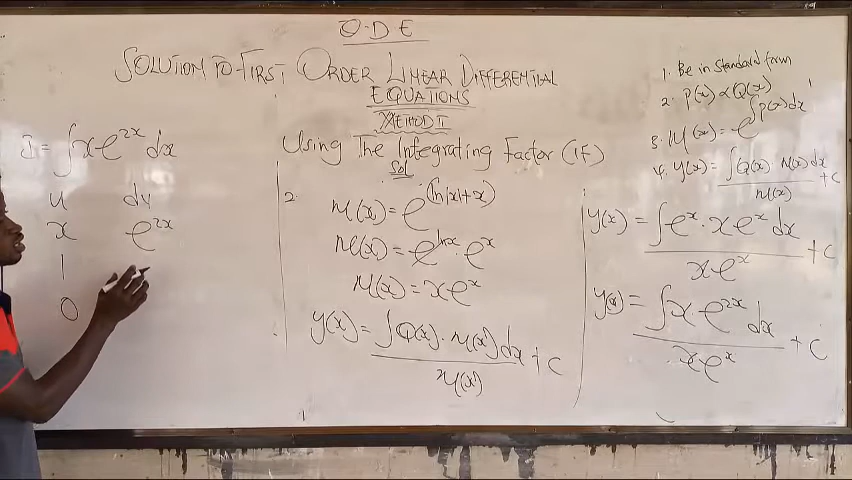 O.D.E
SOLUTION TO FIRST ORDER LINEAR DIFFERENTIAL
EQUATIONS
METHOD I
Using The Integrating Factor (IF)
I = ∫xe^{2x} dx
u dv
x e^{2x}
1
0
Sol
2.
μ(x) = e^{(ln|x|+x)}
μ(x) = e^{lnx} · e^x
μ(x) = xe^x
y(x) = ∫Q(x) · μ(x) dx + C
μ(x)
1. Be in Standard form
2. P(x) & Q(x)
3. μ(x) = e^{∫p(x)dx}
4. y(x) = ∫Q(x) μ(x) dx + C
μ(x)
y(x) = ∫e^x · xe^x dx + C
xe^x
y(x) = ∫x · e^{2x} dx + C
xe^x